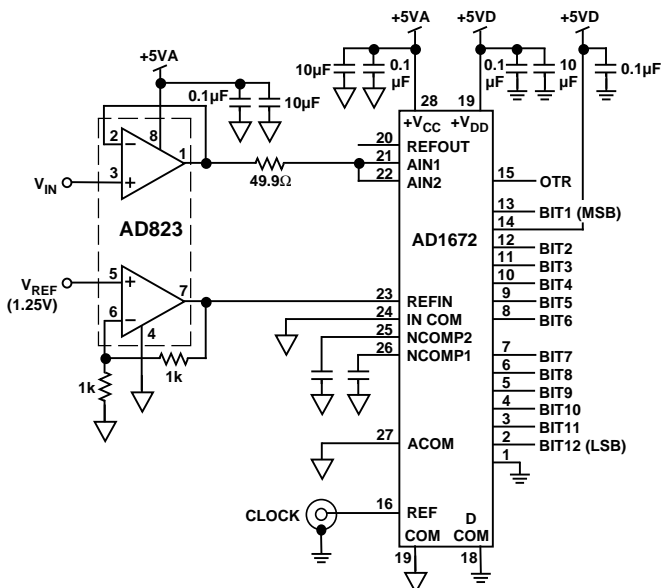 +5VA
+5VD
+5VD
+5VA
10µF
0.1
µF
0.1
µF
10
µF
0.1µF
0.1µF
10µF
28
19
+VCC
+VDD
2
8
1
3
VIN
49.9Ω
20
REFOUT
21
AIN1
22
AIN2
15
OTR
13
BIT1 (MSB)
14
AD823
AD1672
12
BIT2
11
BIT3
10
BIT4
9
BIT5
8
BIT6
VREF
(1.25V)
5
7
6
4
1k
1k
23
REFIN
24
IN COM
25
NCOMP2
26
NCOMP1
7
BIT7
6
BIT8
5
BIT9
4
BIT10
3
BIT11
2
BIT12 (LSB)
1
27
ACOM
CLOCK
16
REF
COM
D
COM
19
18